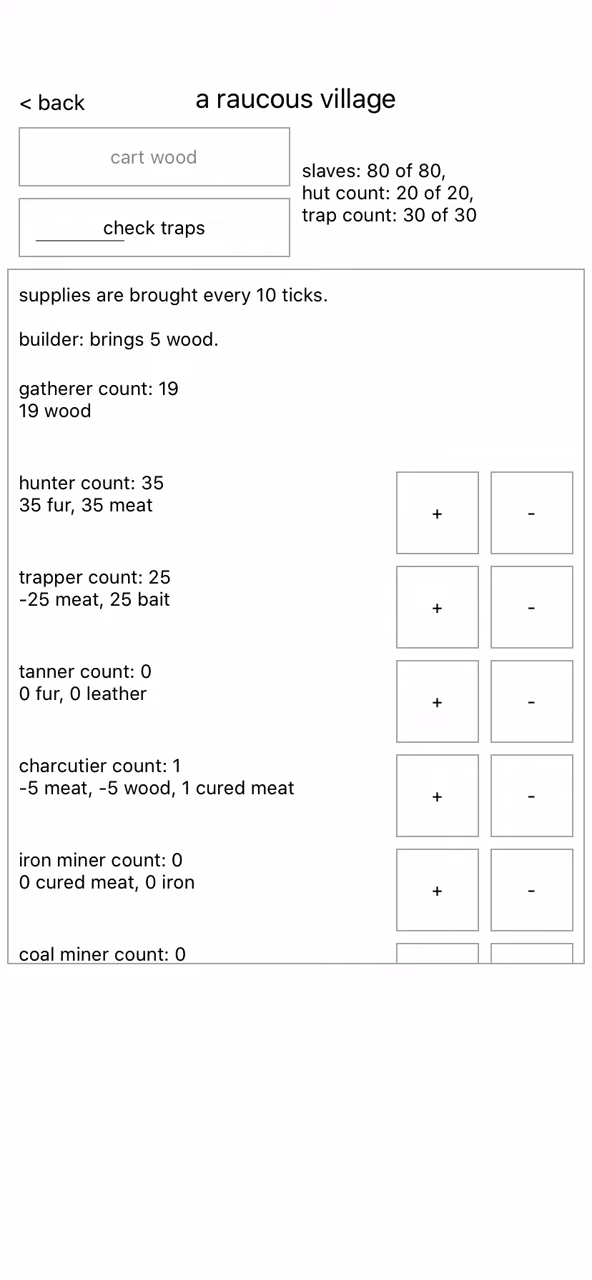 < back
a raucous village
cart wood
check traps
slaves: 80 of 80,
hut count: 20 of 20,
trap count: 30 of 30
supplies are brought every 10 ticks.
builder: brings 5 wood.
gatherer count: 19
19 wood
hunter count: 35
35 fur, 35 meat
+ -
trapper count: 25
-25 meat, 25 bait
+ -
tanner count: 0
0 fur, 0 leather
+ -
charcutier count: 1
-5 meat, -5 wood, 1 cured meat
+ -
iron miner count: 0
0 cured meat, 0 iron
+ -
coal miner count: 0